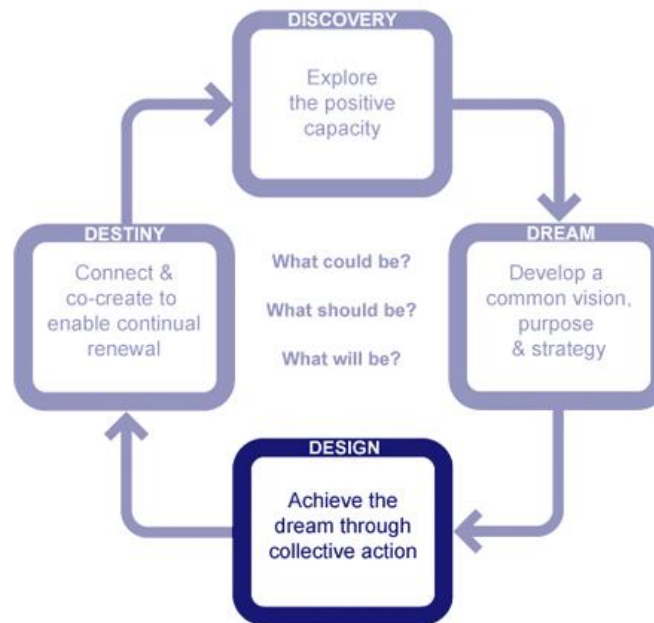 DISCOVERY
Explore
the positive
capacity
DESTINY
Connect &
co-create to
enable continual
renewal
What could be?
What should be?
What will be?
DREAM
Develop a
common vision,
purpose
& strategy
DESIGN
Achieve the
dream through
collective action